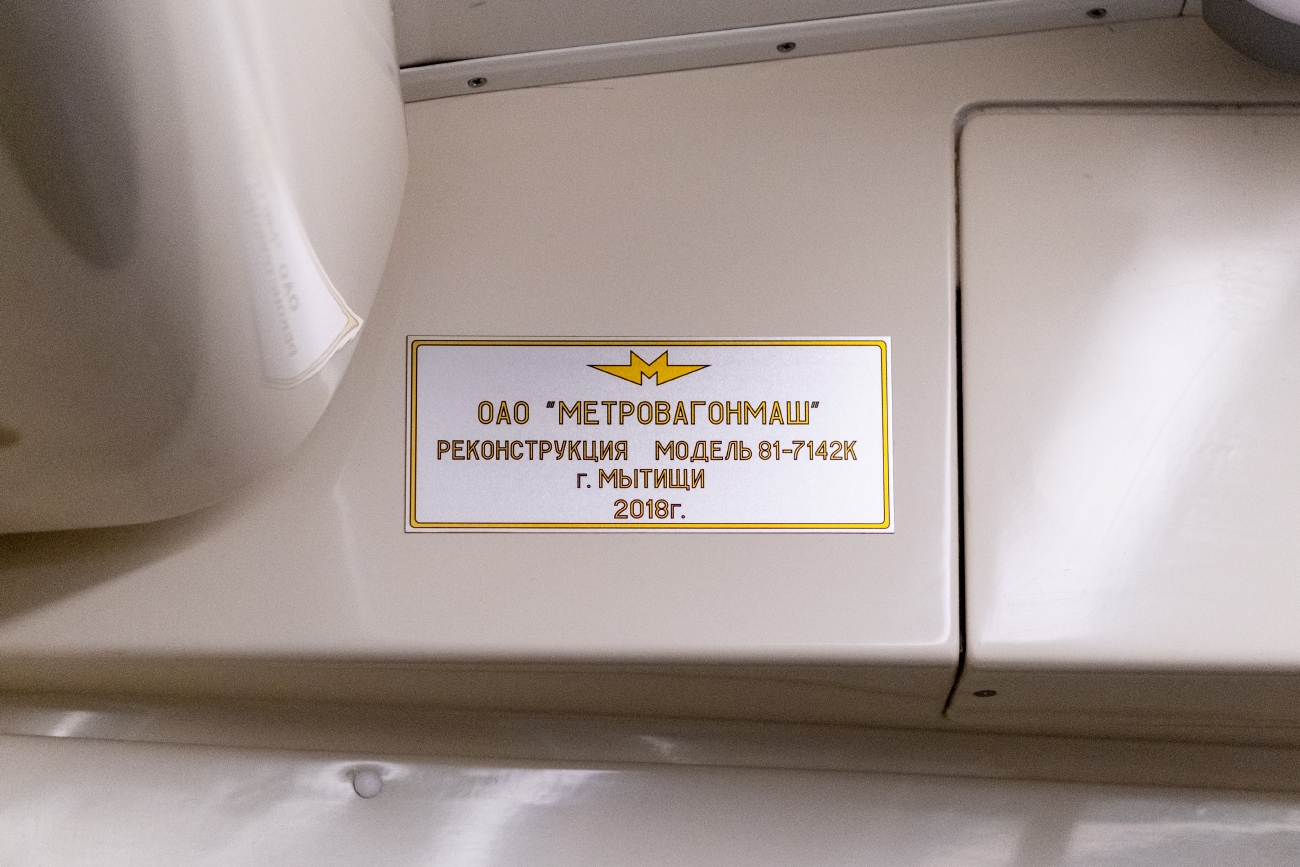 ОАО "МЕТРОВАГОНМАШ"
РЕКОНСТРУКЦИЯ МОДЕЛЬ 81-7142К
г. МЫТИЩИ
2018г.